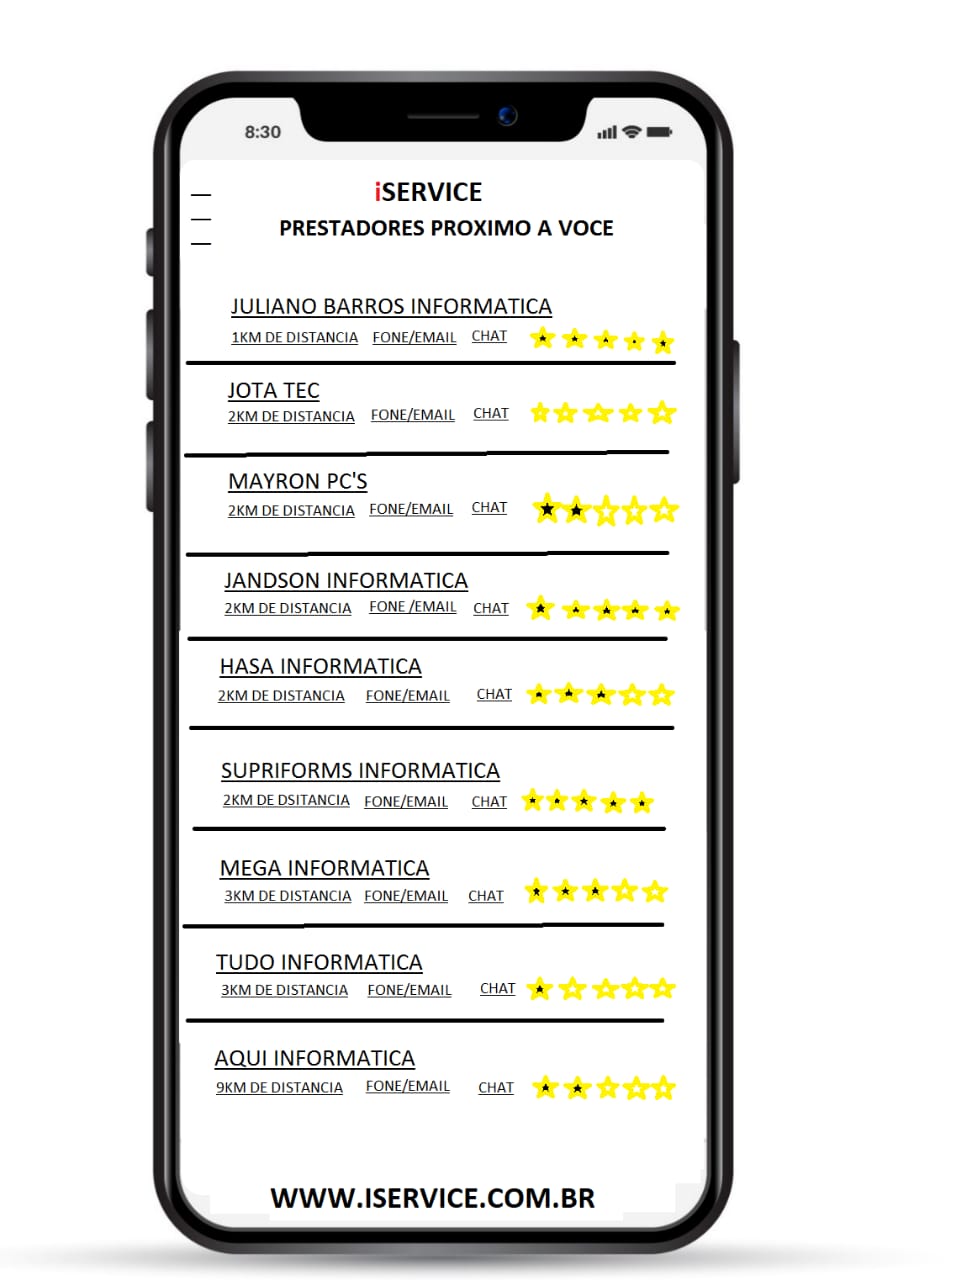 8:30
iSERVICE
PRESTADORES PROXIMO A VOCE
JULIANO BARROS INFORMATICA
1KM DE DISTANCIA FONE/EMAIL CHAT
JOTA TEC
2KM DE DISTANCIA FONE/EMAIL CHAT
MAYRON PC'S
2KM DE DISTANCIA FONE/EMAIL CHAT
JANDSON INFORMATICA
2KM DE DISTANCIA FONE /EMAIL CHAT
HASA INFORMATICA
2KM DE DISTANCIA FONE/EMAIL CHAT
SUPRIFORMS INFORMATICA
2KM DE DSITANCIA FONE/EMAIL CHAT
MEGA INFORMATICA
3KM DE DISTANCIA FONE/EMAIL CHAT
TUDO INFORMATICA
3KM DE DISTANCIA FONE/EMAIL CHAT
AQUI INFORMATICA
9KM DE DISTANCIA FONE/EMAIL CHAT
WWW.ISERVICE.COM.BR